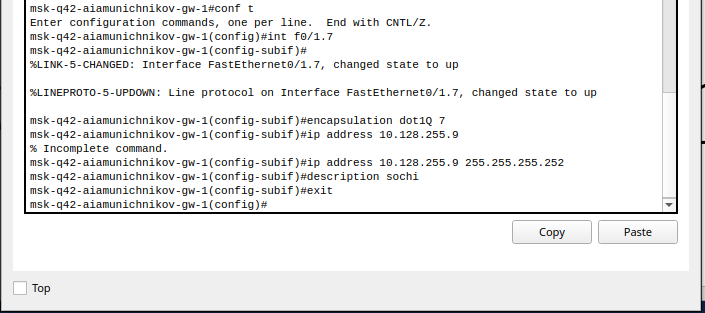 msk-q42-aiamunichnikov-gw-1#conf t
Enter configuration commands, one per line.  End with CNTL/Z.
msk-q42-aiamunichnikov-gw-1(config)#int f0/1.7
msk-q42-aiamunichnikov-gw-1(config-subif)#
%LINK-5-CHANGED: Interface FastEthernet0/1.7, changed state to up
%LINEPROTO-5-UPDOWN: Line protocol on Interface FastEthernet0/1.7, changed state to up
msk-q42-aiamunichnikov-gw-1(config-subif)#encapsulation dot1Q 7
msk-q42-aiamunichnikov-gw-1(config-subif)#ip address 10.128.255.9
% Incomplete command.
msk-q42-aiamunichnikov-gw-1(config-subif)#ip address 10.128.255.9 255.255.255.252
msk-q42-aiamunichnikov-gw-1(config-subif)#description sochi
msk-q42-aiamunichnikov-gw-1(config-subif)#exit
msk-q42-aiamunichnikov-gw-1(config)#
Copy Paste
Top